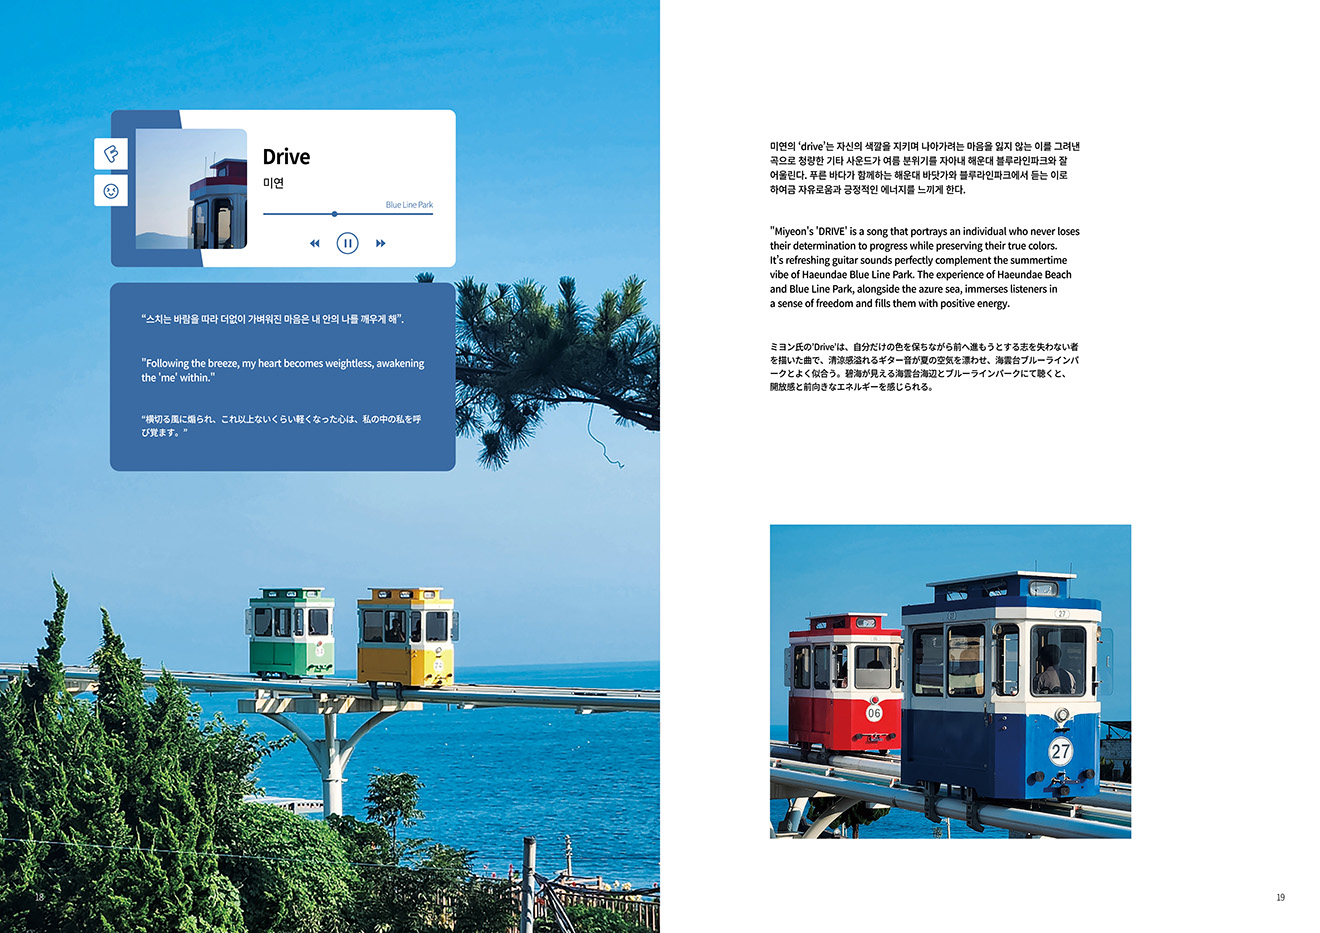 Drive
미연
Blue Line Park
“스치는 바람을 따라 더없이 가벼워진 마음은 내 안의 나를 깨우게 해”.
"Following the breeze, my heart becomes weightless, awakening
the 'me' within."
“横切る風に煽られ、これ以上ないくらい軽くなった心は、私の中の私を呼
び覚ます。”
18
미연의 ‘drive’는 자신의 색깔을 지키며 나아가려는 마음을 잃지 않는 이를 그려낸
곡으로 청량한 기타 사운드가 여름 분위기를 자아내 해운대 블루라인파크와 잘
어울린다. 푸른 바다가 함께하는 해운대 바닷가와 블루라인파크에서 듣는 이로
하여금 자유로움과 긍정적인 에너지를 느끼게 한다.
"Miyeon's 'DRIVE' is a song that portrays an individual who never loses
their determination to progress while preserving their true colors.
It’s refreshing guitar sounds perfectly complement the summertime
vibe of Haeundae Blue Line Park. The experience of Haeundae Beach
and Blue Line Park, alongside the azure sea, immerses listeners in
a sense of freedom and fills them with positive energy.
ミヨン氏の‘Drive’は、自分だけの色を保ちながら前へ進もうとする志を失わない者
を描いた曲で、清涼感溢れるギター音が夏の空気を漂わせ、海雲台ブルーラインパ
ークとよく似合う。碧海が見える海雲台海辺とブルーラインパークにて聴くと、
開放感と前向きなエネルギーを感じられる。
27
06
27
19